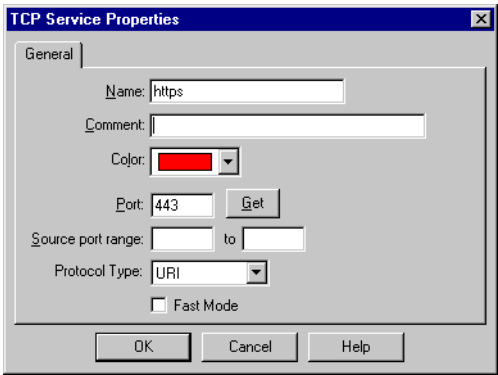 TCP Service Properties
General
Name: https
Comment:
Color:
Port: 443 Get
Source port range: to
Protocol Type: URI
Fast Mode
OK Cancel Help